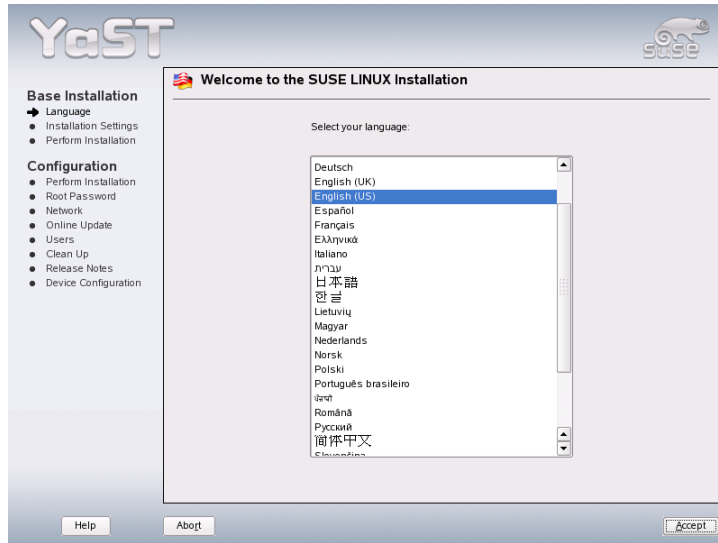 YaST
SUSE
Base Installation
Language
Installation Settings
Perform Installation
Configuration
Perform Installation
Root Password
Network
Online Update
Users
Clean Up
Release Notes
Device Configuration
Welcome to the SUSE LINUX Installation
Select your language:
Deutsch
English (UK)
English (US)
Español
Français
Ελληνικά
Italiano
עברית
日本語
한글
Lietuvių
Magyar
Nederlands
Norsk
Polski
Português brasileiro
ਪੰਜਾਬੀ
Română
Русский
简体中文
Slovenčina
Help
Abort
Accept